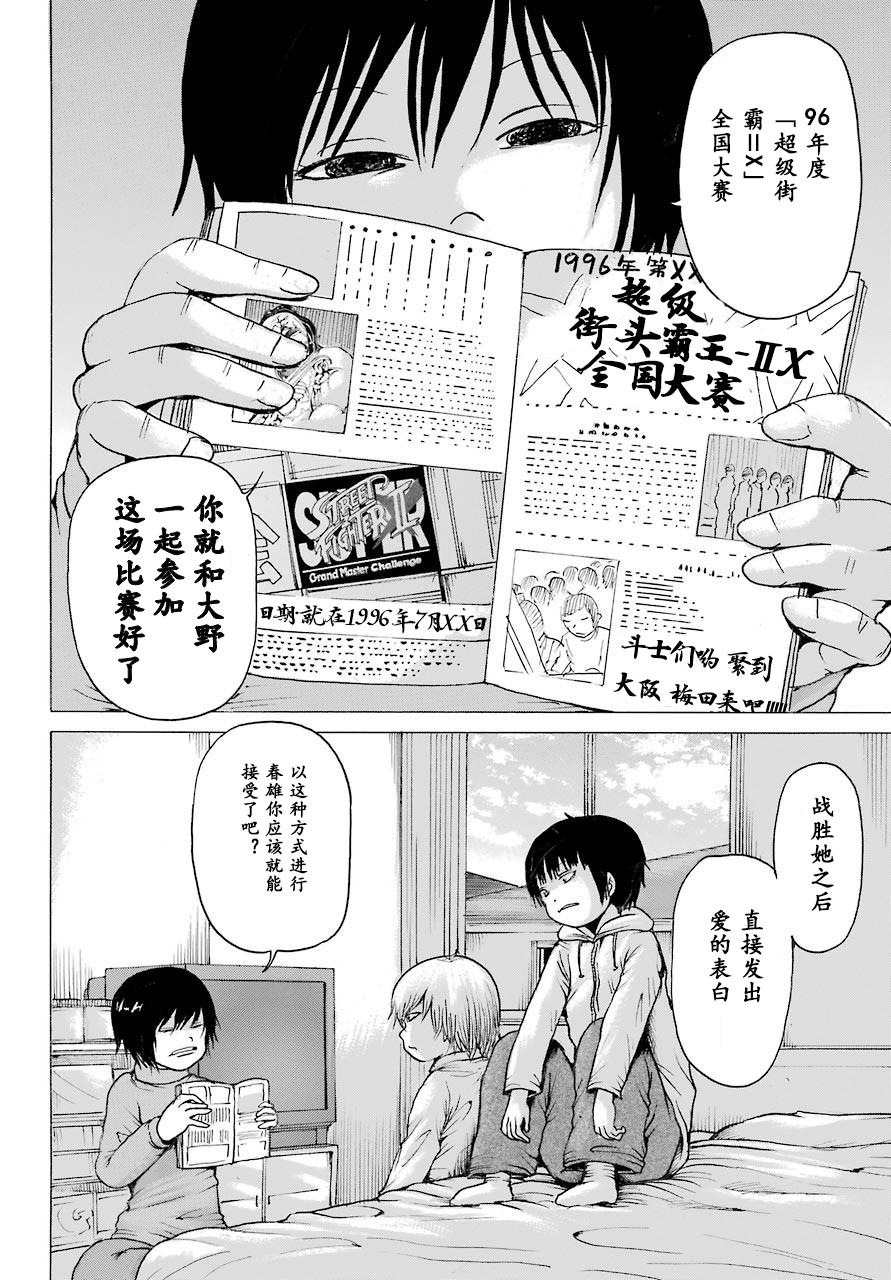 96年度
「超级街
霸=X」
全国大赛
1996年 第XX
超级
街头霸王-ⅡX
全国大赛
SUPER
STREET
FIGHTER II
Grand Master Challenge
日期·就在1996年7月XX日
斗士们哟 聚到
大阪 梅田来吧!!!!!
你就和大野
一起参加
这场比赛好了
战胜她之后
直接发出
爱的表白
以这种方式进行
春雄你应该就能
接受了吧？